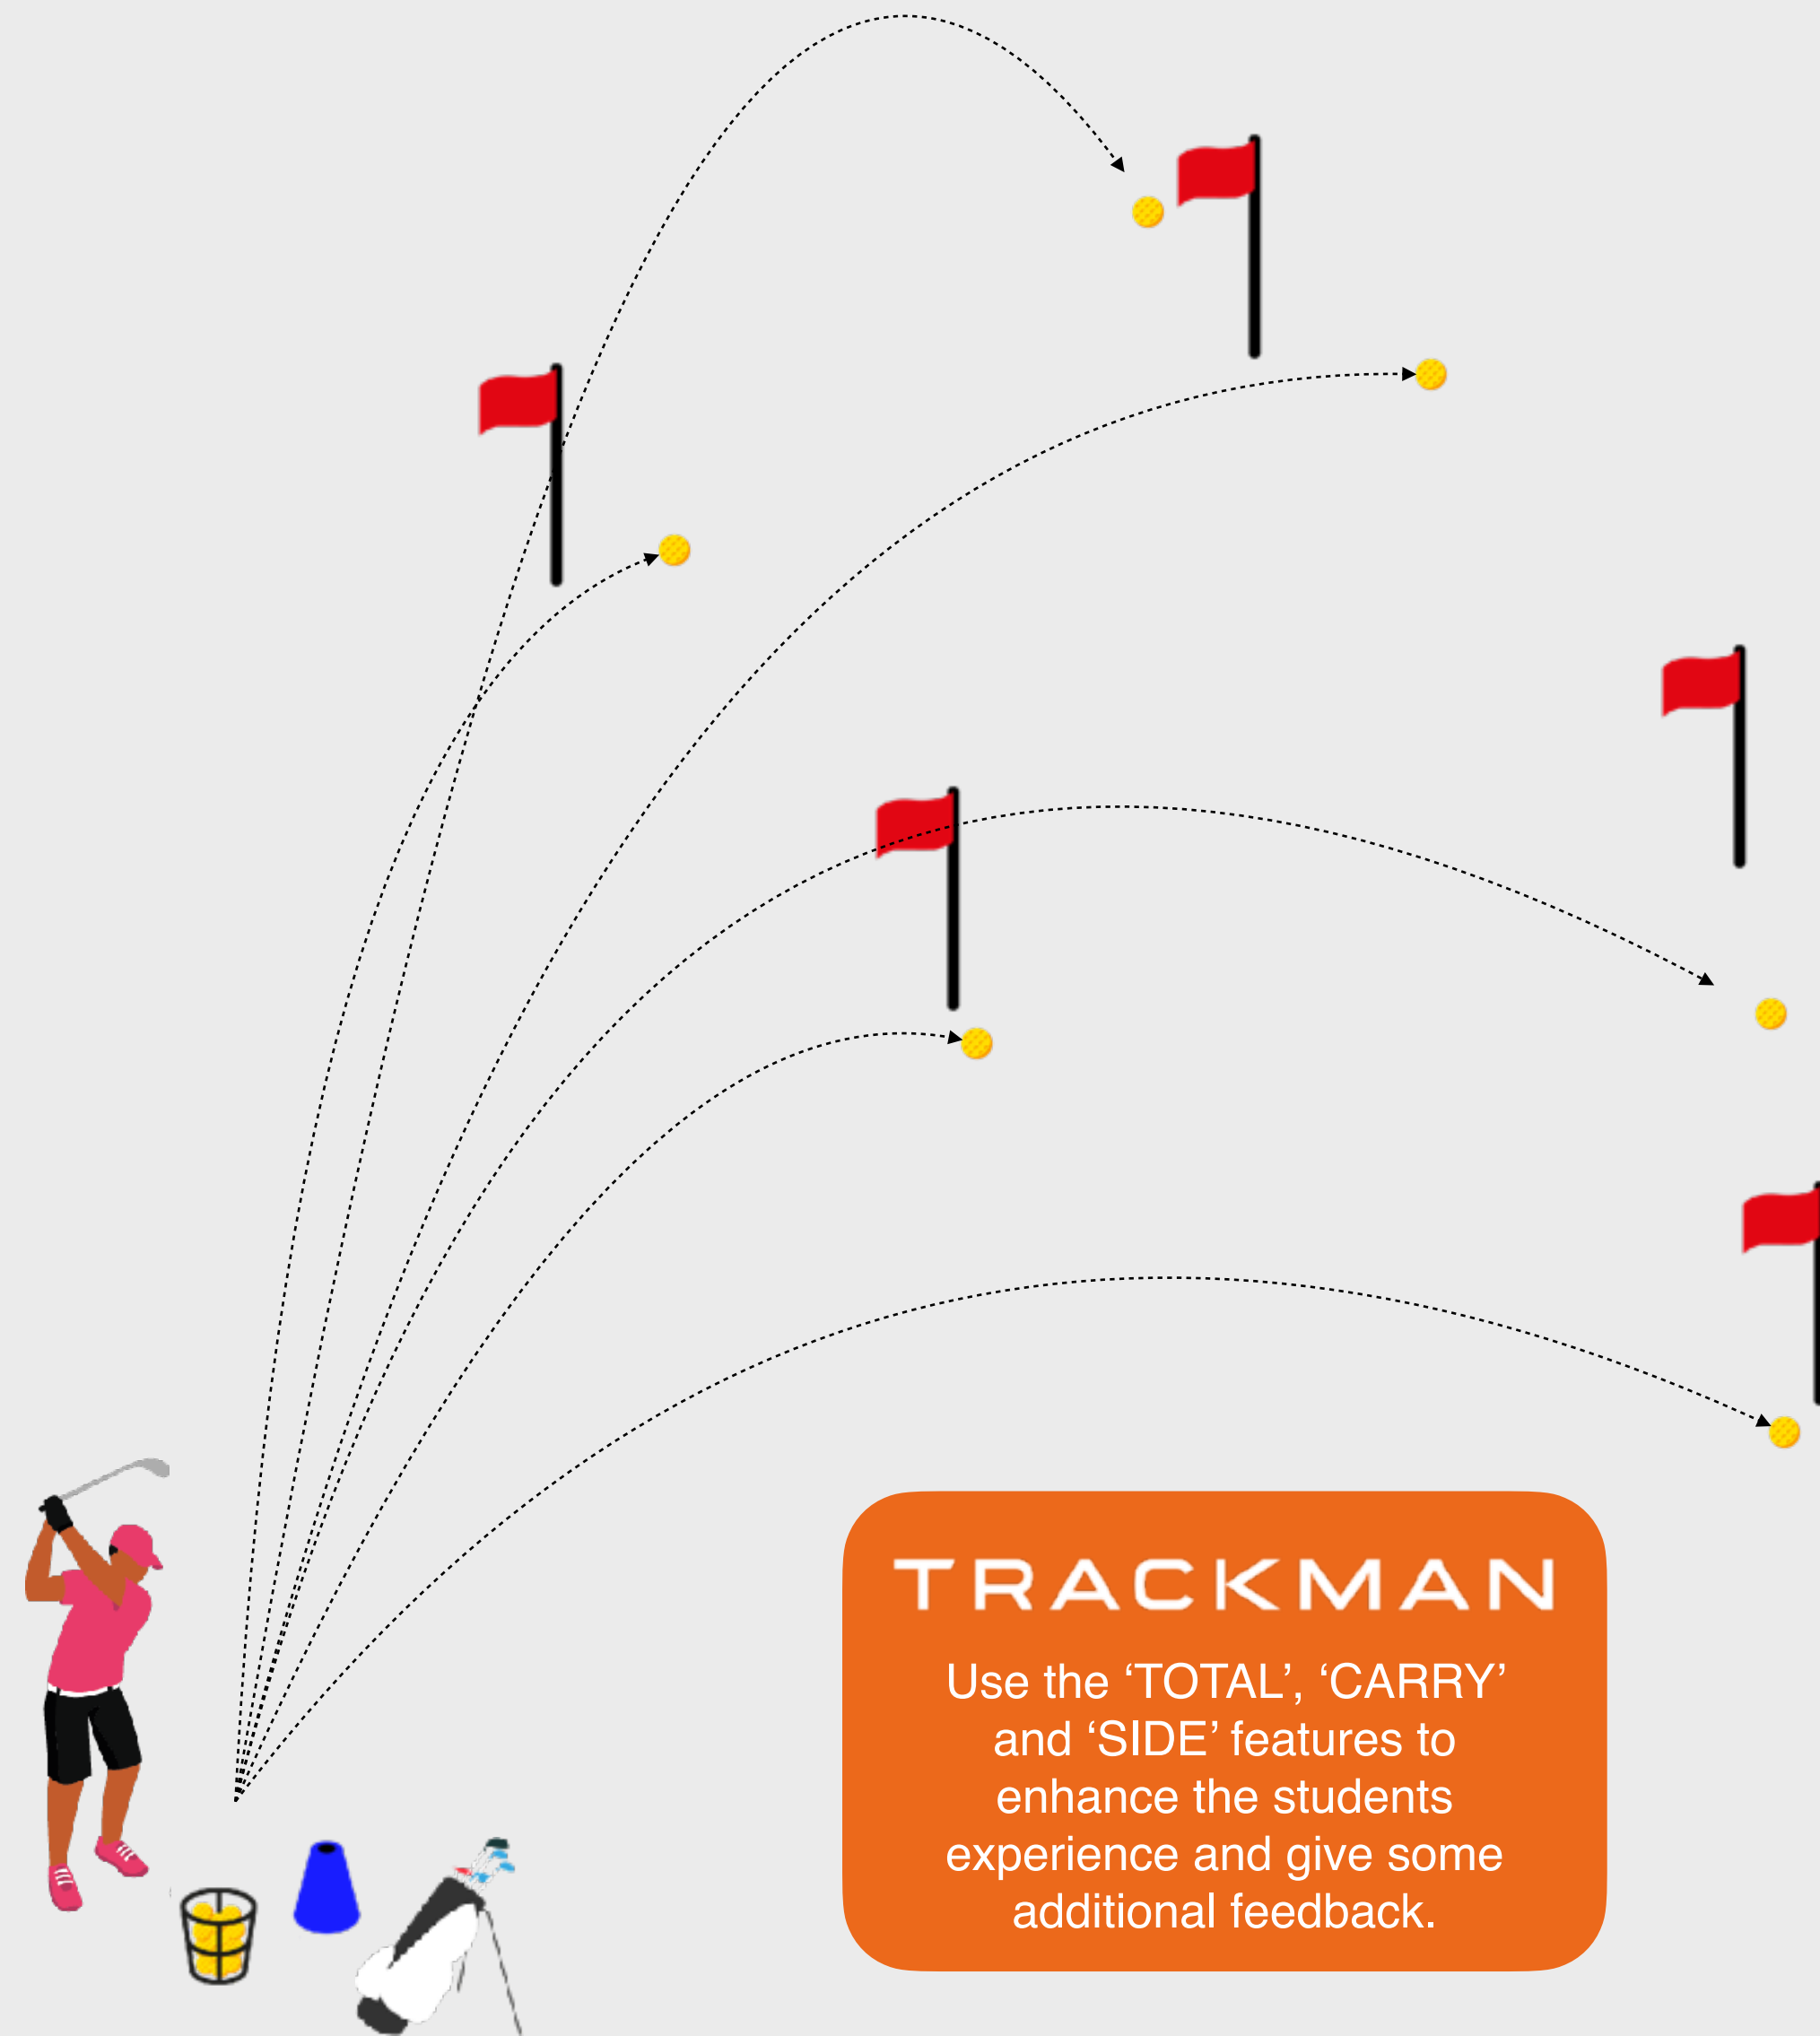 TRACKMAN
Use the ‘TOTAL’, ‘CARRY’
and ‘SIDE’ features to
enhance the students
experience and give some
additional feedback.